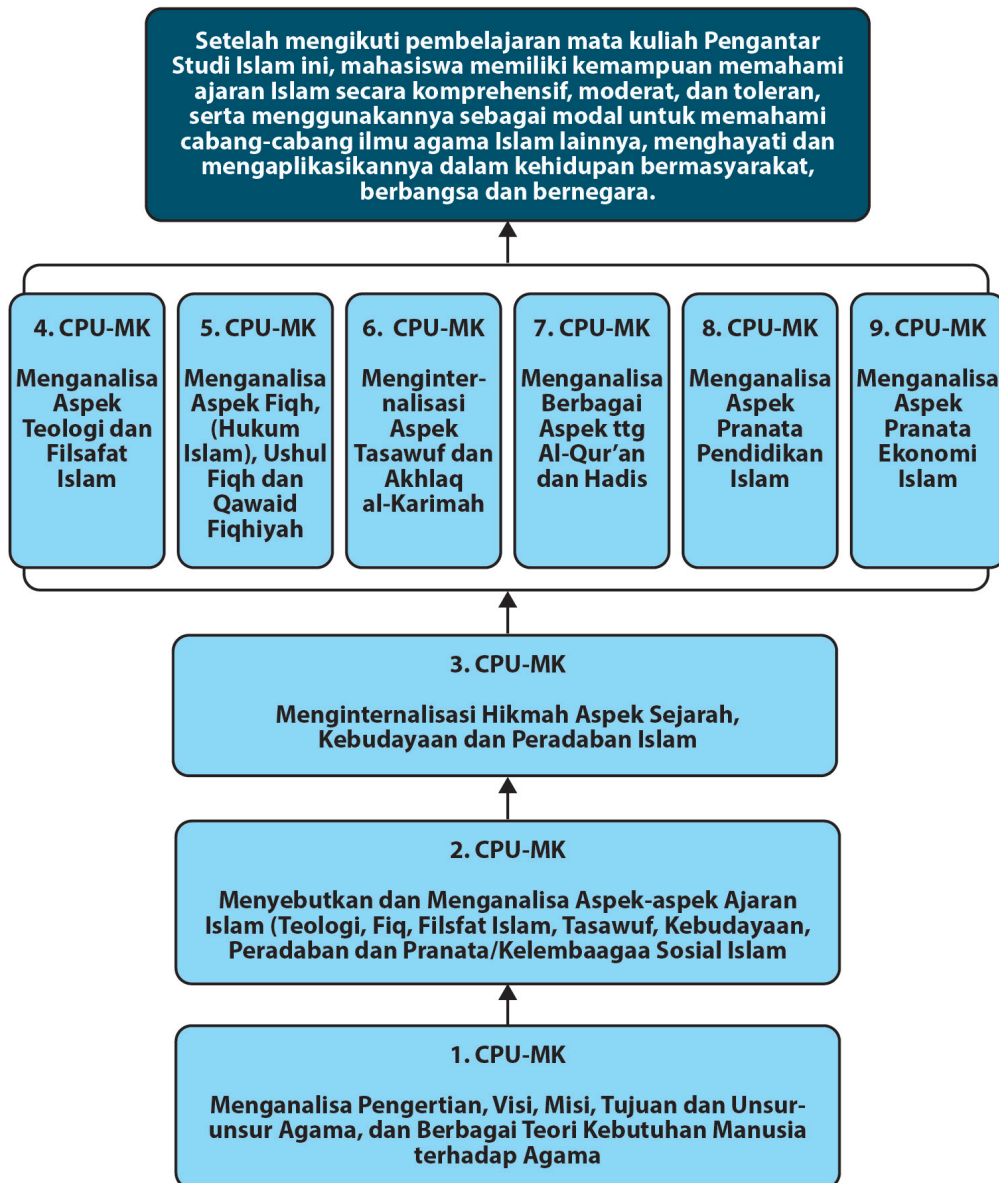 Setelah mengikuti pembelajaran mata kuliah Pengantar
Studi Islam ini, mahasiswa memiliki kemampuan memahami
ajaran Islam secara komprehensif, moderat, dan toleran,
serta menggunakannya sebagai modal untuk memahami
cabang-cabang ilmu agama Islam lainnya, menghayati dan
mengaplikasikannya dalam kehidupan bermasyarakat,
berbangsa dan bernegara.
4. CPU-MK
Menganalisa
Aspek
Teologi dan
Filsafat
Islam
5. CPU-MK
Menganalisa
Aspek Fiqh,
(Hukum
Islam), Ushul
Fiqh dan
Qawaid
Fiqhiyah
6. CPU-MK
Menginter-
nalisasi
Aspek
Tasawuf dan
Akhlaq
al-Karimah
7. CPU-MK
Menganalisa
Berbagai
Aspek ttg
Al-Qur’an
dan Hadis
8. CPU-MK
Menganalisa
Aspek
Pranata
Pendidikan
Islam
9. CPU-MK
Menganalisa
Aspek
Pranata
Ekonomi
Islam
3. CPU-MK
Menginternalisasi Hikmah Aspek Sejarah,
Kebudayaan dan Peradaban Islam
2. CPU-MK
Menyebutkan dan Menganalisa Aspek-aspek Ajaran
Islam (Teologi, Fiq, Filsfat Islam, Tasawuf, Kebudayaan,
Peradaban dan Pranata/Kelembaagaa Sosial Islam
1. CPU-MK
Menganalisa Pengertian, Visi, Misi, Tujuan dan Unsur-
unsur Agama, dan Berbagai Teori Kebutuhan Manusia
terhadap Agama